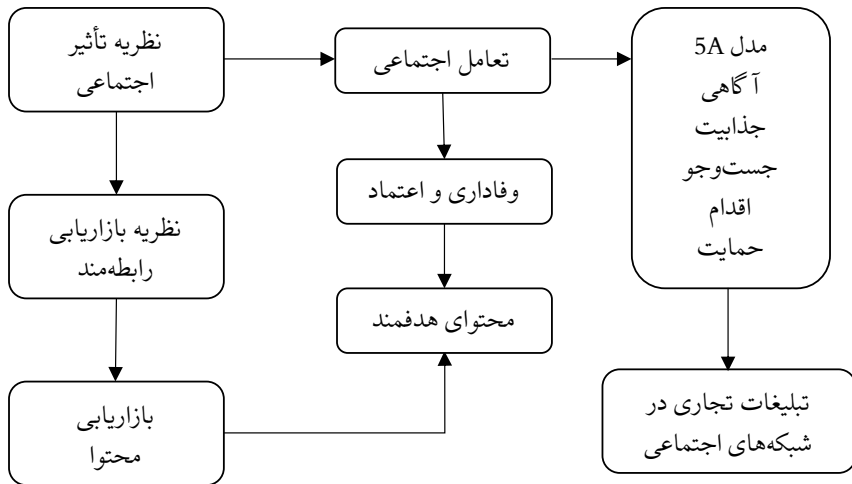 نظریه تأثیر
اجتماعی
تعامل اجتماعی
مدل 5A
آگاهی
جذابیت
جست‌وجو
اقدام
حمایت
وفاداری و اعتماد
نظریه بازاریابی
رابطه‌مند
محتوای هدفمند
بازاریابی
محتوا
تبلیغات تجاری در
شبکه‌های اجتماعی